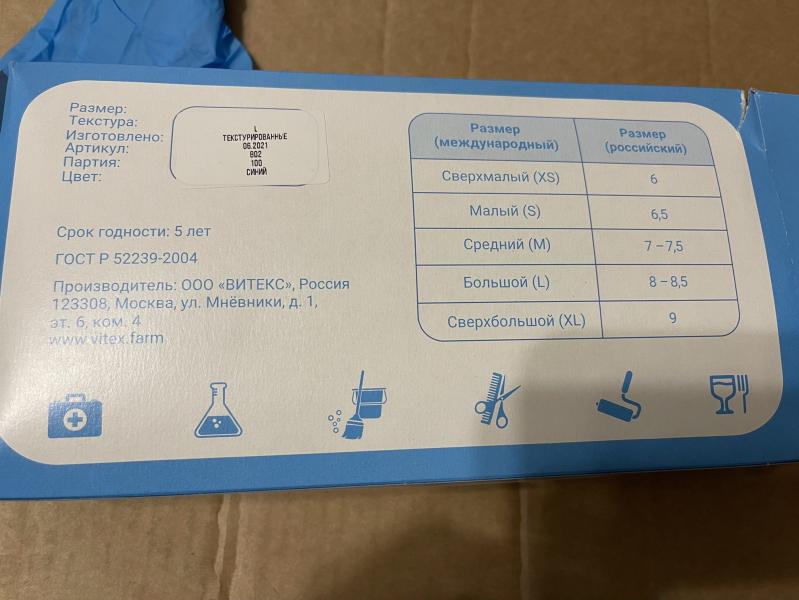 Размер:
Текстура:
Изготовлено:
Артикул:
Партия:
Цвет:
L
ТЕКСТУРИРОВАННЫЕ
06.2021
802
100
СИНИЙ
Срок годности: 5 лет
ГОСТ Р 52239-2004
Производитель: ООО «ВИТЕКС», Россия
123308, Москва, ул. Мнёвники, д. 1,
эт. 6, ком. 4
www.vitex.farm
Размер (международный) Размер (российский)
Сверхмалый (XS) 6
Малый (S) 6,5
Средний (M) 7 – 7,5
Большой (L) 8 – 8,5
Сверхбольшой (XL) 9